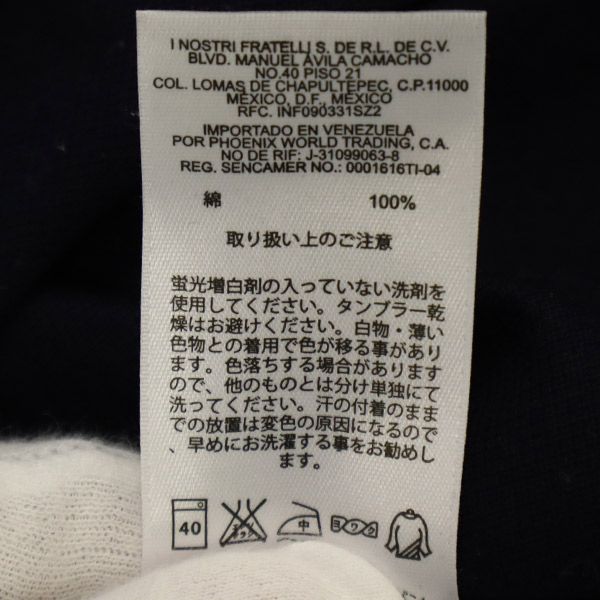 I NOSTRI FRATELLI S. DE R.L. DE C.V.
BLVD. MANUEL ÁVILA CAMACHO
NO.40 PISO 21
COL. LOMAS DE CHAPULTEPEC, C.P.11000
MÉXICO, D.F., MÉXICO
RFC. INF090331SZ2
IMPORTADO EN VENEZUELA
POR PHOENIX WORLD TRADING, C.A.
NO DE RIF: J-31099063-8
REG. SENCAMER NO.: 0001616TI-04
綿 100%
取り扱い上のご注意
蛍光増白剤の入っていない洗剤を
使用してください。タンブラー乾
燥はお避けください。白物・薄い
色物との着用で色が移る事があり
ます。色落ちする場合があります
ので、他のものとは分け単独にて
洗ってください。汗の付着のまま
での放置は変色の原因になるので
、早めにお洗濯する事をお勧めし
ます。
40 中 ヨワク